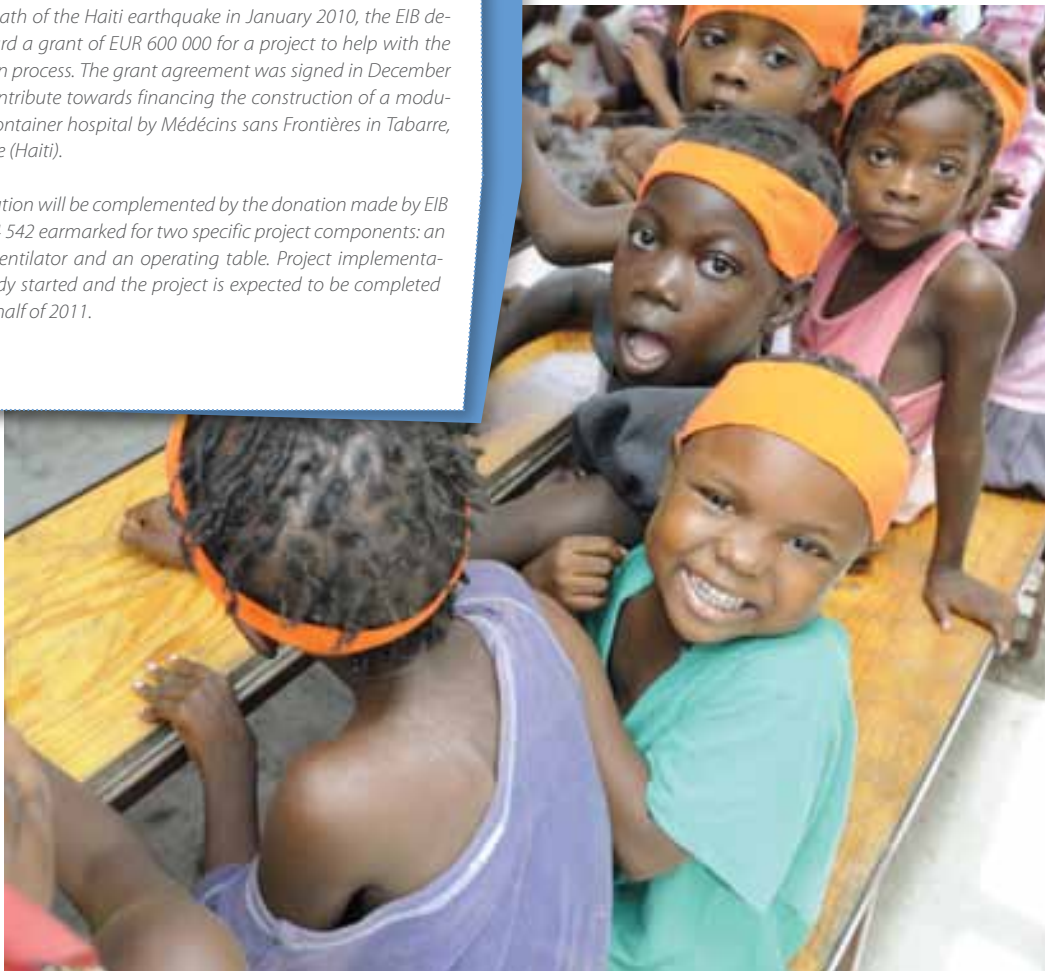 ath of the Haiti earthquake in January 2010, the EIB de-
rd a grant of EUR 600 000 for a project to help with the
n process. The grant agreement was signed in December
ntribute towards financing the construction of a modu-
ontainer hospital by Médécins sans Frontières in Tabarre,
e (Haiti).
tion will be complemented by the donation made by EIB
542 earmarked for two specific project components: an
entilator and an operating table. Project implementa-
dy started and the project is expected to be completed
half of 2011.